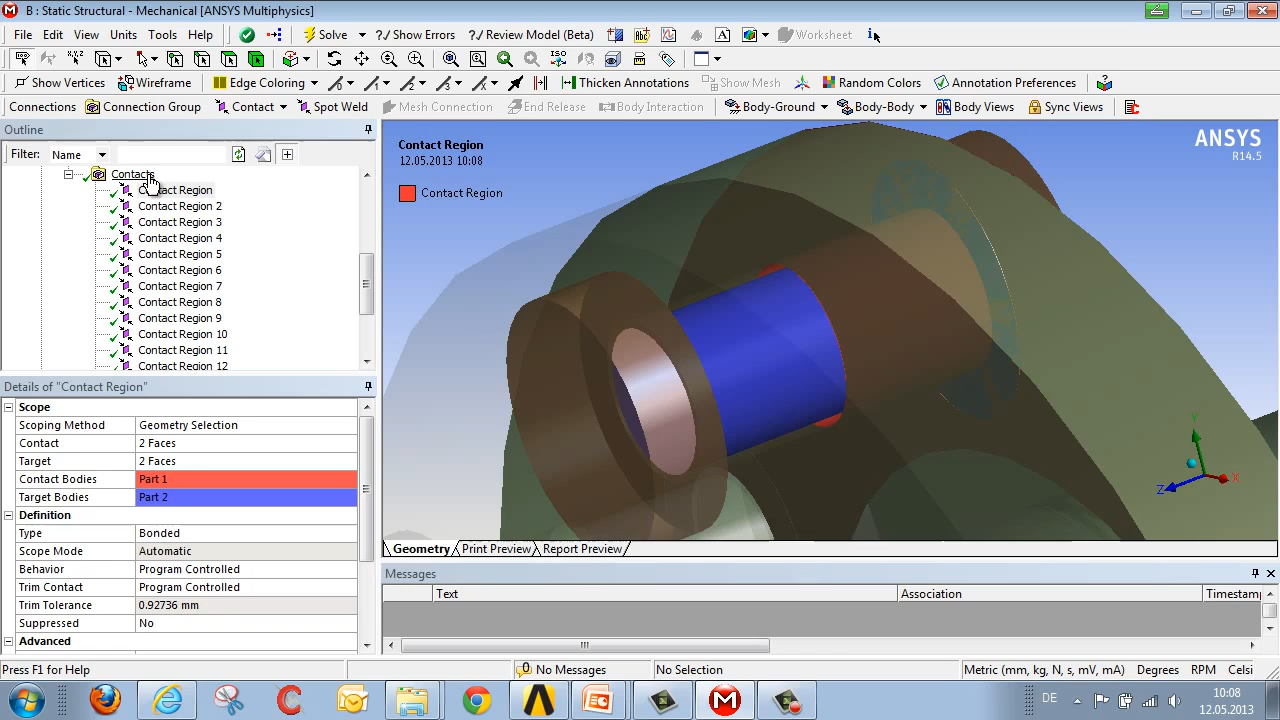 B : Static Structural - Mechanical [ANSYS Multiphysics]
File Edit View Units Tools Help Solve ?/ Show Errors ?/ Review Model (Beta) A Worksheet i
Show Vertices Wireframe Edge Coloring Thicken Annotations Show Mesh Random Colors Annotation Preferences
Connections Connection Group Contact Spot Weld Mesh Connection End Release Body Interaction Body-Ground Body-Body Body Views Sync Views
Outline
Filter: Name
Contacts
Contact Region
Contact Region 2
Contact Region 3
Contact Region 4
Contact Region 5
Contact Region 6
Contact Region 7
Contact Region 8
Contact Region 9
Contact Region 10
Contact Region 11
Contact Region 12
Details of "Contact Region"
Scope
Scoping Method Geometry Selection
Contact 2 Faces
Target 2 Faces
Contact Bodies Part 1
Target Bodies Part 2
Definition
Type Bonded
Scope Mode Automatic
Behavior Program Controlled
Trim Contact Program Controlled
Trim Tolerance 0.92736 mm
Suppressed No
Advanced
Contact Region
12.05.2013 10:08
Contact Region
ANSYS
R14.5
Y
X
Z
Geometry Print Preview Report Preview
Messages
Text Association Timestam
Press F1 for Help 0 No Messages No Selection Metric (mm, kg, N, s, mV, mA) Degrees RPM Celsi
DE 10:08
12.05.2013